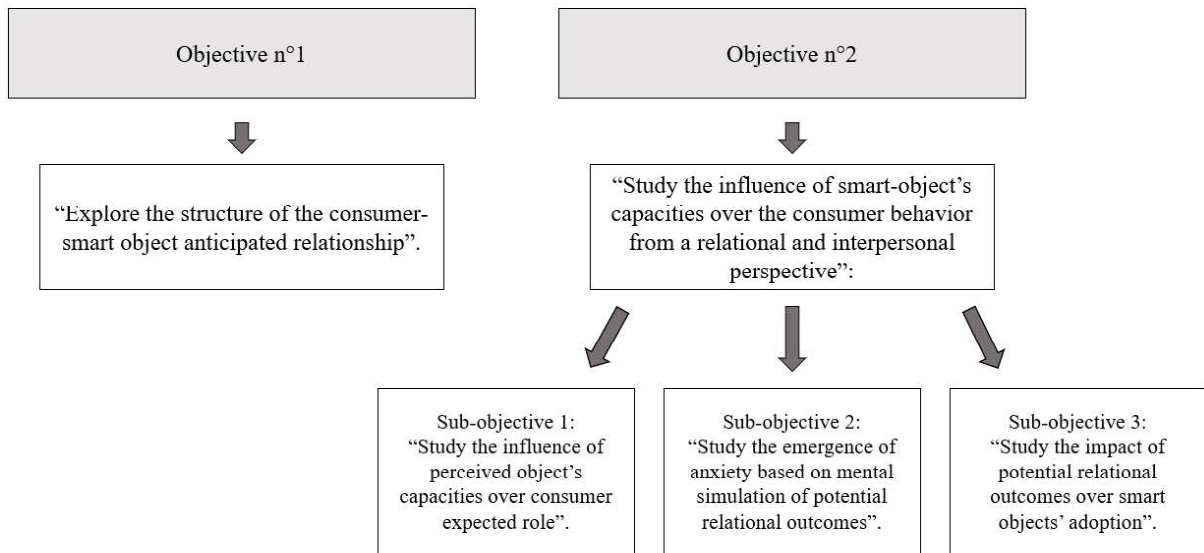 Objective n°1
“Explore the structure of the consumer-
smart object anticipated relationship”.
Objective n°2
“Study the influence of smart-object’s
capacities over the consumer behavior
from a relational and interpersonal
perspective”:
Sub-objective 1:
“Study the influence of
perceived object’s
capacities over consumer
expected role”.
Sub-objective 2:
“Study the emergence of
anxiety based on mental
simulation of potential
relational outcomes”.
Sub-objective 3:
“Study the impact of
potential relational
outcomes over smart
objects’ adoption”.